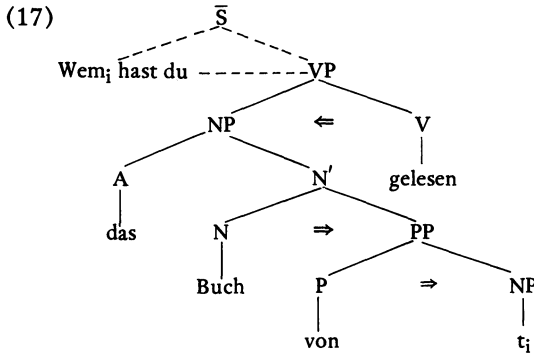 (17) S̄
Wemᵢ hast du VP
NP ⇐ V
A N′ gelesen
das N ⇒ PP
Buch P ⇒ NP
von tᵢ